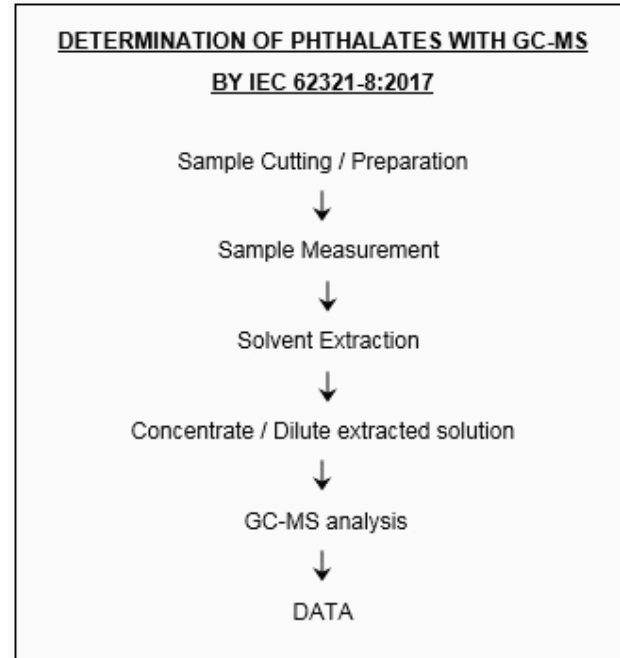 DETERMINATION OF PHTHALATES WITH GC-MS
BY IEC 62321-8:2017
Sample Cutting / Preparation
↓
Sample Measurement
↓
Solvent Extraction
↓
Concentrate / Dilute extracted solution
↓
GC-MS analysis
↓
DATA